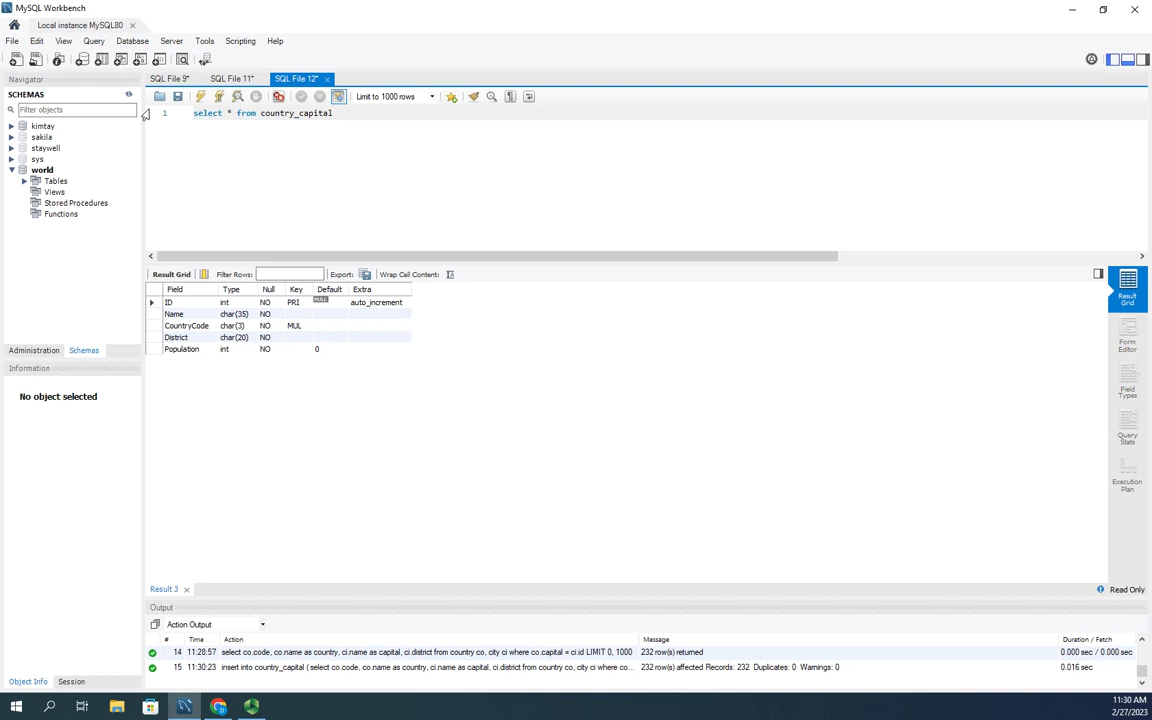 MySQL Workbench
Local instance MySQL80
File Edit View Query Database Server Tools Scripting Help
Navigator
SQL File 9* SQL File 11* SQL File 12*
SCHEMAS
Limit to 1000 rows
Filter objects
1 select * from country_capital
kimtay
sakila
staywell
sys
world
Tables
Views
Stored Procedures
Functions
Result Grid Filter Rows: Export: Wrap Cell Content:
Field Type Null Key Default Extra
ID int NO PRI NULL auto_increment
Name char(35) NO
CountryCode char(3) NO MUL
District char(20) NO
Population int NO 0
Result Grid
Form Editor
Field Types
Query Stats
Execution Plan
Administration Schemas
Information
No object selected
Result 3 Read Only
Output
Action Output
# Time Action Message Duration / Fetch
14 11:28:57 select co.code, co.name as country, ci.name as capital, ci.district from country co, city ci where co.capital = ci.id LIMIT 0, 1000 232 row(s) returned 0.000 sec / 0.000 sec
15 11:30:23 insert into country_capital ( select co.code, co.name as country, ci.name as capital, ci.district from country co, city ci where co... 232 row(s) affected Records: 232 Duplicates: 0 Warnings: 0 0.016 sec
Object Info Session
11:30 AM
2/27/2023